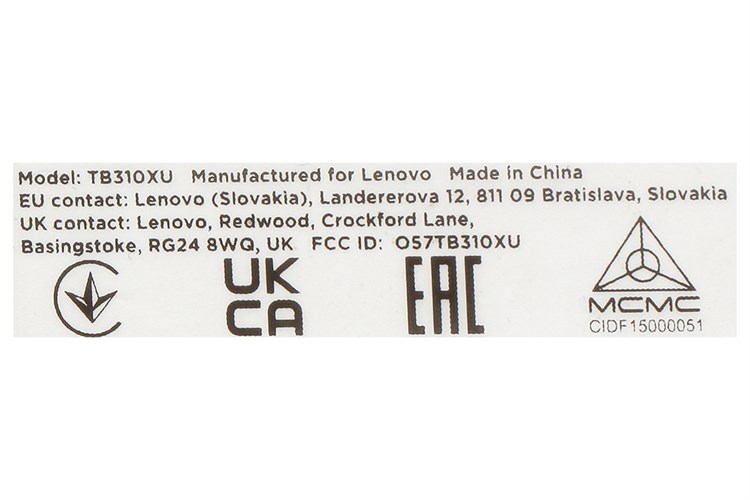 Model: TB310XU Manufactured for Lenovo Made in China
EU contact: Lenovo (Slovakia), Landererova 12, 811 09 Bratislava, Slovakia
UK contact: Lenovo, Redwood, Crockford Lane,
Basingstoke, RG24 8WQ, UK FCC ID: O57TB310XU
UK
CA
EAC
MCMC
CIDF15000051